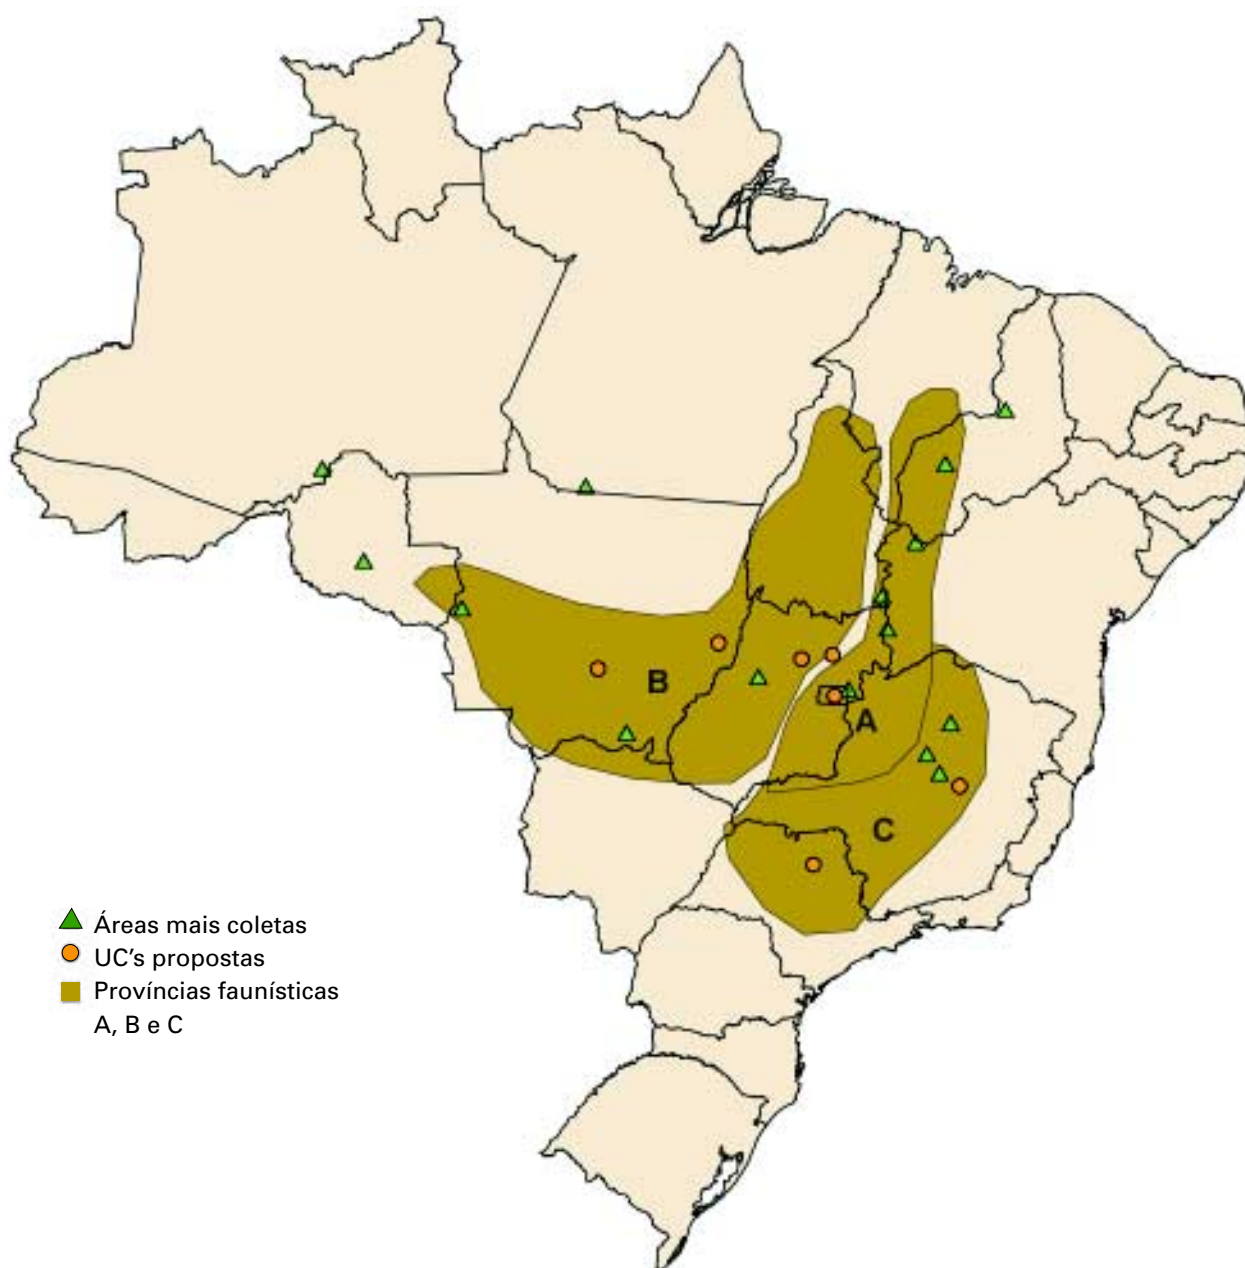 B
A
C
Áreas mais coletas
UC's propostas
Províncias faunísticas
A, B e C